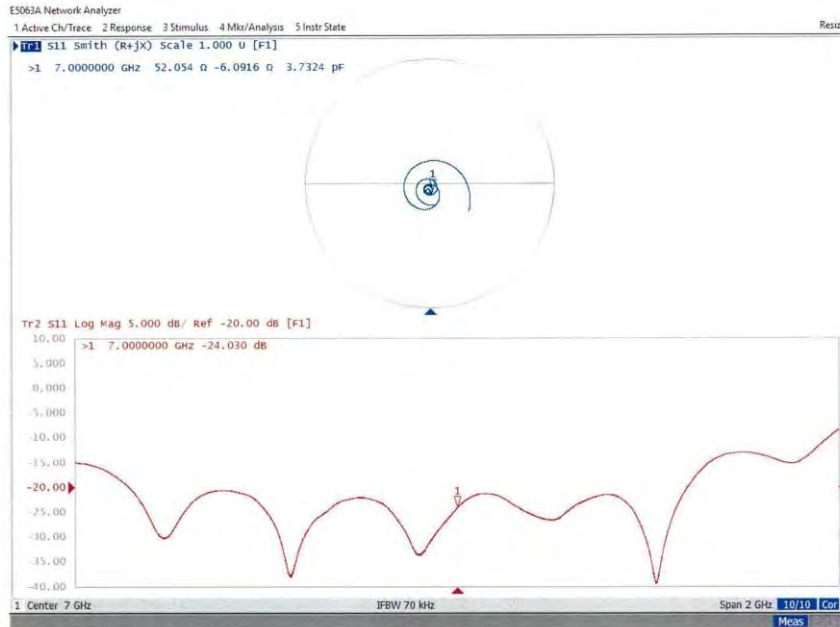 E5063A Network Analyzer
1 Active Ch/Trace 2 Response 3 Stimulus 4 Mkr/Analysis 5 Instr State
Tr1 S11 Smith (R+jX) Scale 1.000 U [F1]
>1 7.0000000 GHz 52.054 Ω -6.0916 Ω 3.7324 pF
1
Tr2 S11 Log Mag 5.000 dB/ Ref -20.00 dB [F1]
10.00
>1 7.0000000 GHz -24.030 dB
5.000
0.000
-5.000
-10.00
-15.00
-20.00
1
-25.00
-30.00
-35.00
-40.00
1 Center 7 GHz IFBW 70 kHz Span 2 GHz 10/10 Cor
Meas